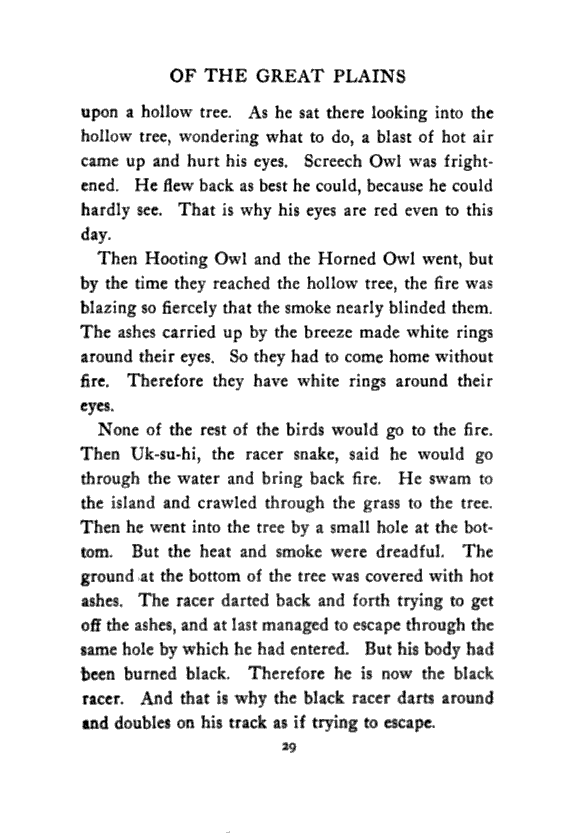 OF THE GREAT PLAINS
upon a hollow tree. As he sat there looking into the
hollow tree, wondering what to do, a blast of hot air
came up and hurt his eyes. Screech Owl was fright-
ened. He flew back as best he could, because he could
hardly see. That is why his eyes are red even to this
day.
Then Hooting Owl and the Horned Owl went, but
by the time they reached the hollow tree, the fire was
blazing so fiercely that the smoke nearly blinded them.
The ashes carried up by the breeze made white rings
around their eyes. So they had to come home without
fire. Therefore they have white rings around their
eyes.
None of the rest of the birds would go to the fire.
Then Uk-su-hi, the racer snake, said he would go
through the water and bring back fire. He swam to
the island and crawled through the grass to the tree.
Then he went into the tree by a small hole at the bot-
tom. But the heat and smoke were dreadful. The
ground at the bottom of the tree was covered with hot
ashes. The racer darted back and forth trying to get
off the ashes, and at last managed to escape through the
same hole by which he had entered. But his body had
been burned black. Therefore he is now the black
racer. And that is why the black racer darts around
and doubles on his track as if trying to escape.
29